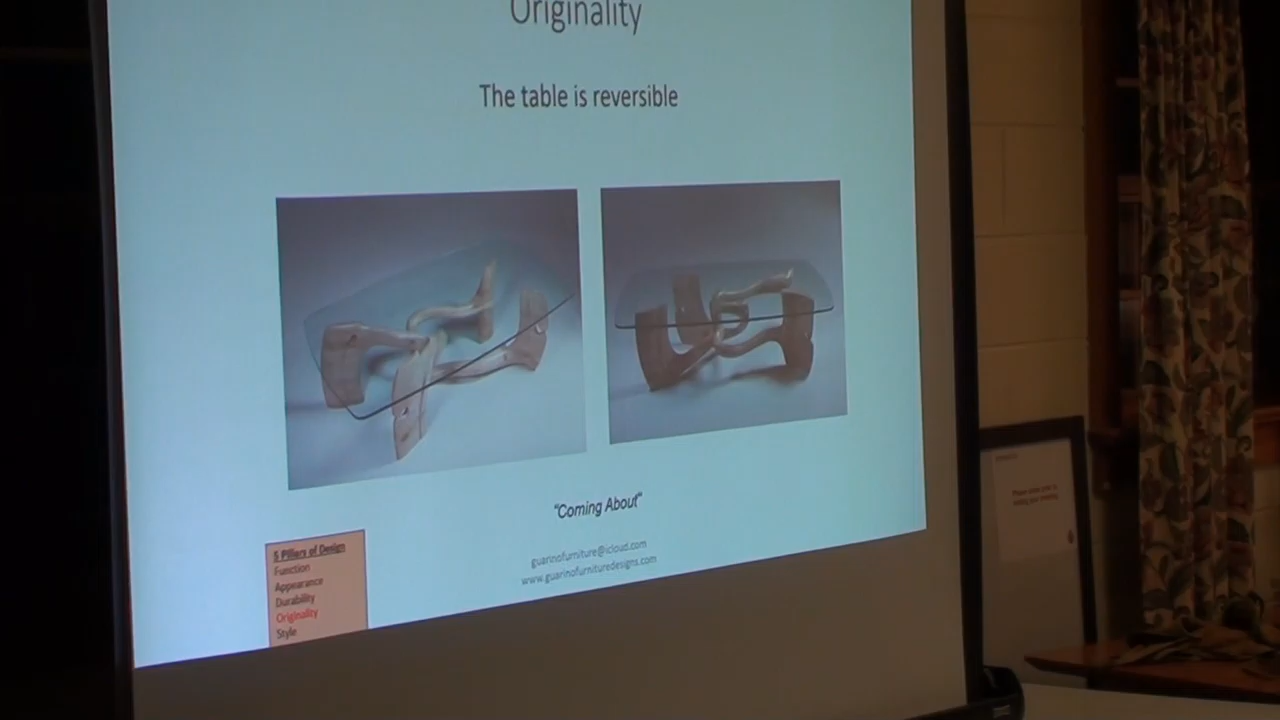 Originality
The table is reversible
"Coming About"
guarinofurniture@icloud.com
www.guarinofurnituredesigns.com
5 Pillars of Design
Function
Appearance
Durability
Originality
Style